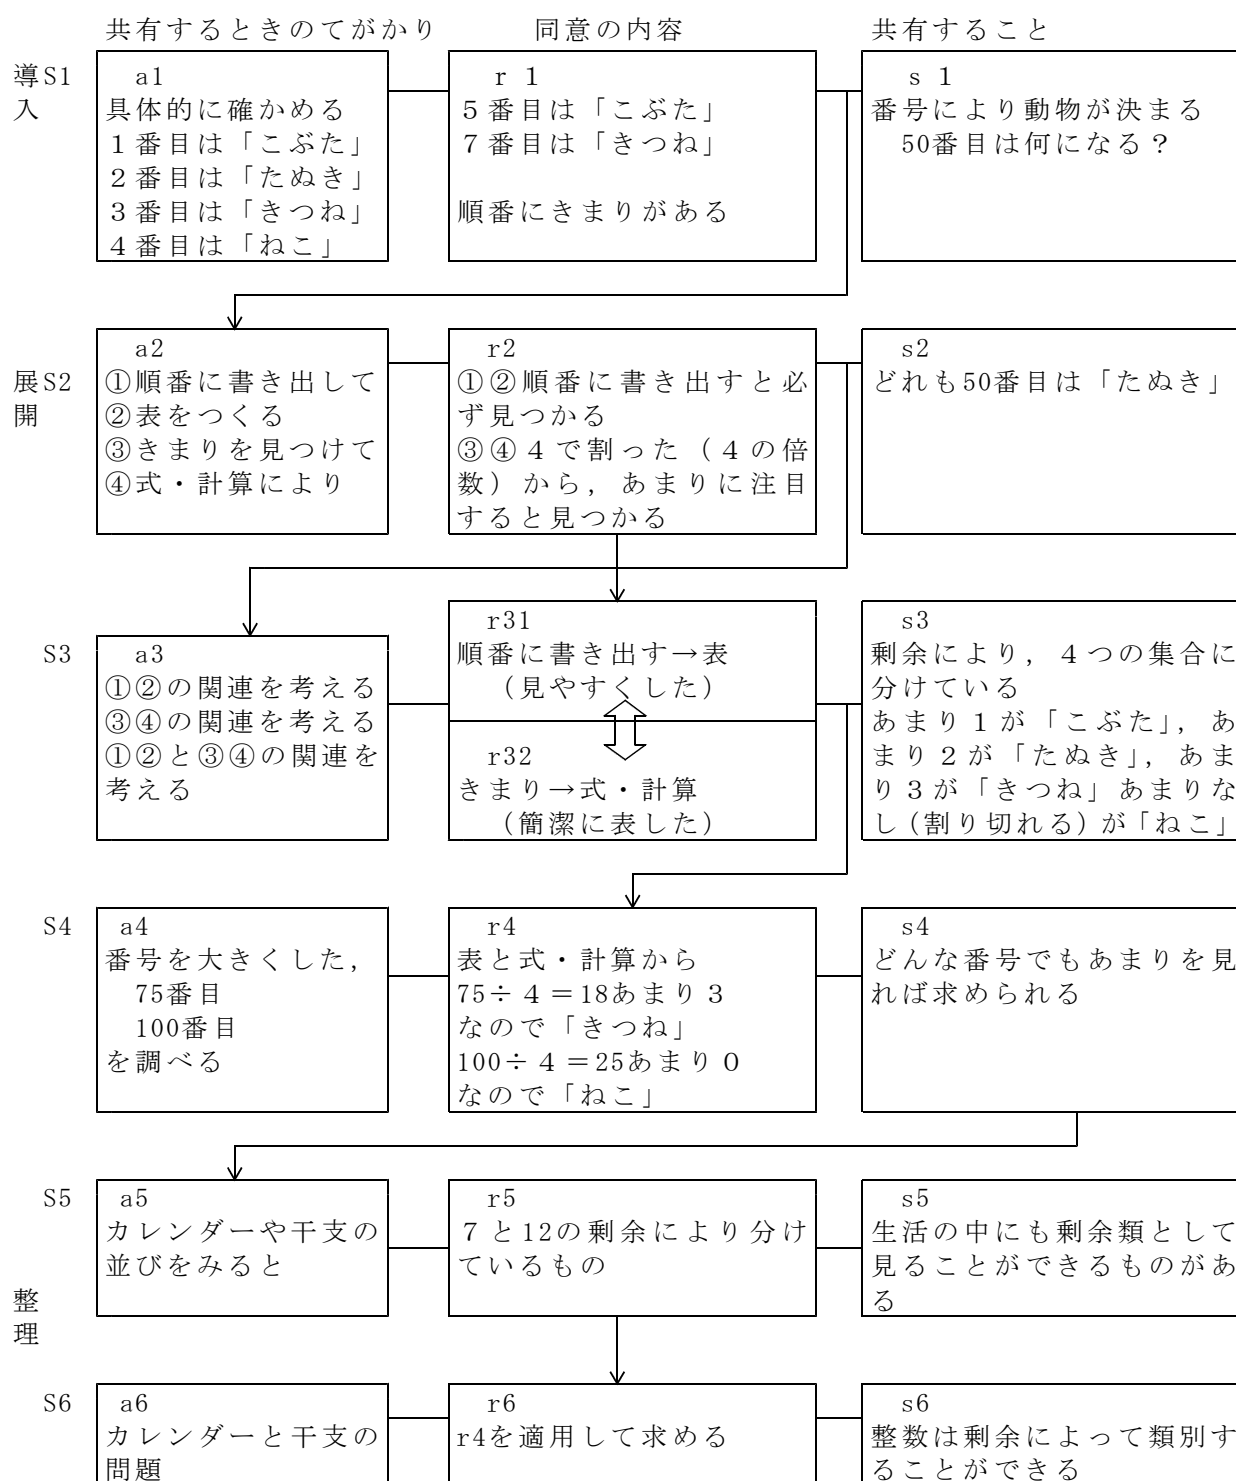 共有するときのてがかり
同意の内容
共有すること
導S1
入
a1
具体的に確かめる
１番目は「こぶた」
２番目は「たぬき」
３番目は「きつね」
４番目は「ねこ」
r 1
５番目は「こぶた」
７番目は「きつね」
順番にきまりがある
s 1
番号により動物が決まる
50番目は何になる？
展S2
開
a2
①順番に書き出して
②表をつくる
③きまりを見つけて
④式・計算により
r2
①②順番に書き出すと必
ず見つかる
③④４で割った（４の倍
数）から，あまりに注目
すると見つかる
s2
どれも50番目は「たぬき」
S3
a3
①②の関連を考える
③④の関連を考える
①②と③④の関連を
考える
r31
順番に書き出す→表
（見やすくした）
r32
きまり→式・計算
（簡潔に表した）
s3
剰余により，４つの集合に
分けている
あまり１が「こぶた」，あ
まり２が「たぬき」，あま
り３が「きつね」あまりな
し（割り切れる）が「ねこ」
S4
a4
番号を大きくした，
75番目
100番目
を調べる
r4
表と式・計算から
75÷４＝18あまり３
なので「きつね」
100÷４＝25あまり０
なので「ねこ」
s4
どんな番号でもあまりを見
れば求められる
S5
a5
カレンダーや干支の
並びをみると
r5
７と12の剰余により分け
ているもの
s5
生活の中にも剰余類として
見ることができるものがあ
る
整
理
S6
a6
カレンダーと干支の
問題
r6
r4を適用して求める
s6
整数は剰余によって類別す
ることができる